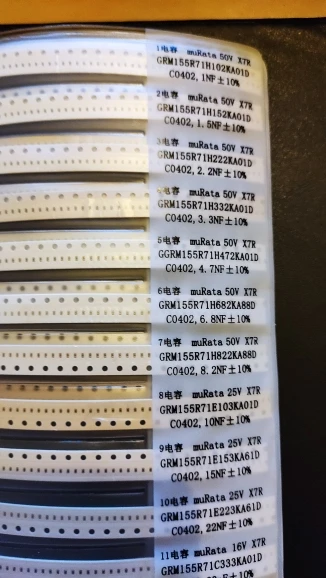 1电容 muRata 50V X7R
GRM155R71H102KA01D
C0402, 1NF±10%
2电容 muRata 50V X7R
GRM155R71H152KA01D
C0402, 1.5NF±10%
3电容 muRata 50V X7R
GRM155R71H222KA01D
C0402, 2.2NF±10%
电容 muRata 50V X7R
GRM155R71H332KA01D
C0402, 3.3NF±10%
5电容 muRata 50V X7R
GGRM155R71H472KA01D
C0402, 4.7NF±10%
6电容 muRata 50V X7R
GRM155R71H682KA88D
C0402, 6.8NF±10%
7电容 muRata 50V X7R
GRM155R71H822KA88D
C0402, 8.2NF±10%
8电容 muRata 25V X7R
GRM155R71E103KA01D
C0402, 10NF±10%
9电容 muRata 25V X7R
GRM155R71E153KA61D
C0402, 15NF±10%
10电容 muRata 25V X7R
GRM155R71E223KA61D
C0402, 22NF±10%
11电容 muRata 16V X7R
GRM155R71C333KA01D